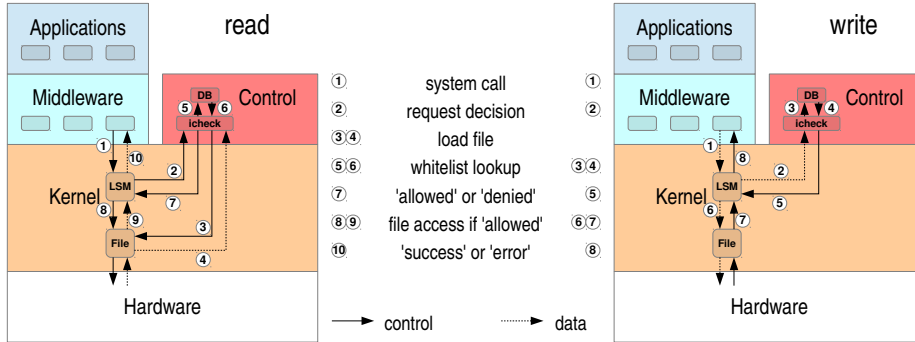 Applications
read
Middleware
Control
DB
⑤ ⑥
icheck
① ⑩
② ⑦
Kernel
LSM
⑧ ⑨
③
File
④
Hardware
① system call ①
② request decision ②
③④ load file
⑤⑥ whitelist lookup ③④
⑦ 'allowed' or 'denied' ⑤
⑧⑨ file access if 'allowed' ⑥⑦
⑩ 'success' or 'error' ⑧
control
data
Applications
write
Middleware
Control
DB
③ ④
icheck
① ⑧
②
Kernel
LSM
⑤
⑥ ⑦
File
Hardware